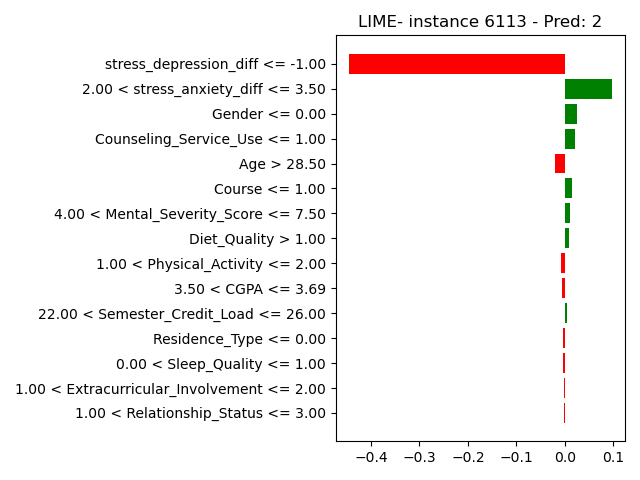 LIME- instance 6113 - Pred: 2
stress_depression_diff <= -1.00
2.00 < stress_anxiety_diff <= 3.50
Gender <= 0.00
Counseling_Service_Use <= 1.00
Age > 28.50
Course <= 1.00
4.00 < Mental_Severity_Score <= 7.50
Diet_Quality > 1.00
1.00 < Physical_Activity <= 2.00
3.50 < CGPA <= 3.69
22.00 < Semester_Credit_Load <= 26.00
Residence_Type <= 0.00
0.00 < Sleep_Quality <= 1.00
1.00 < Extracurricular_Involvement <= 2.00
1.00 < Relationship_Status <= 3.00
−0.4 −0.3 −0.2 −0.1 0.0 0.1